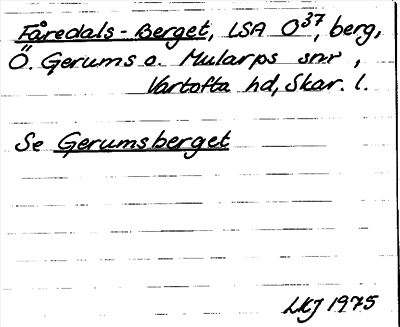 Fåredals-Berget, LSA O37, berg,
Ö. Gerums o. Mularps snr,
Vartofta hd, Skar. l.
Se Gerumsberget
LKJ 1975